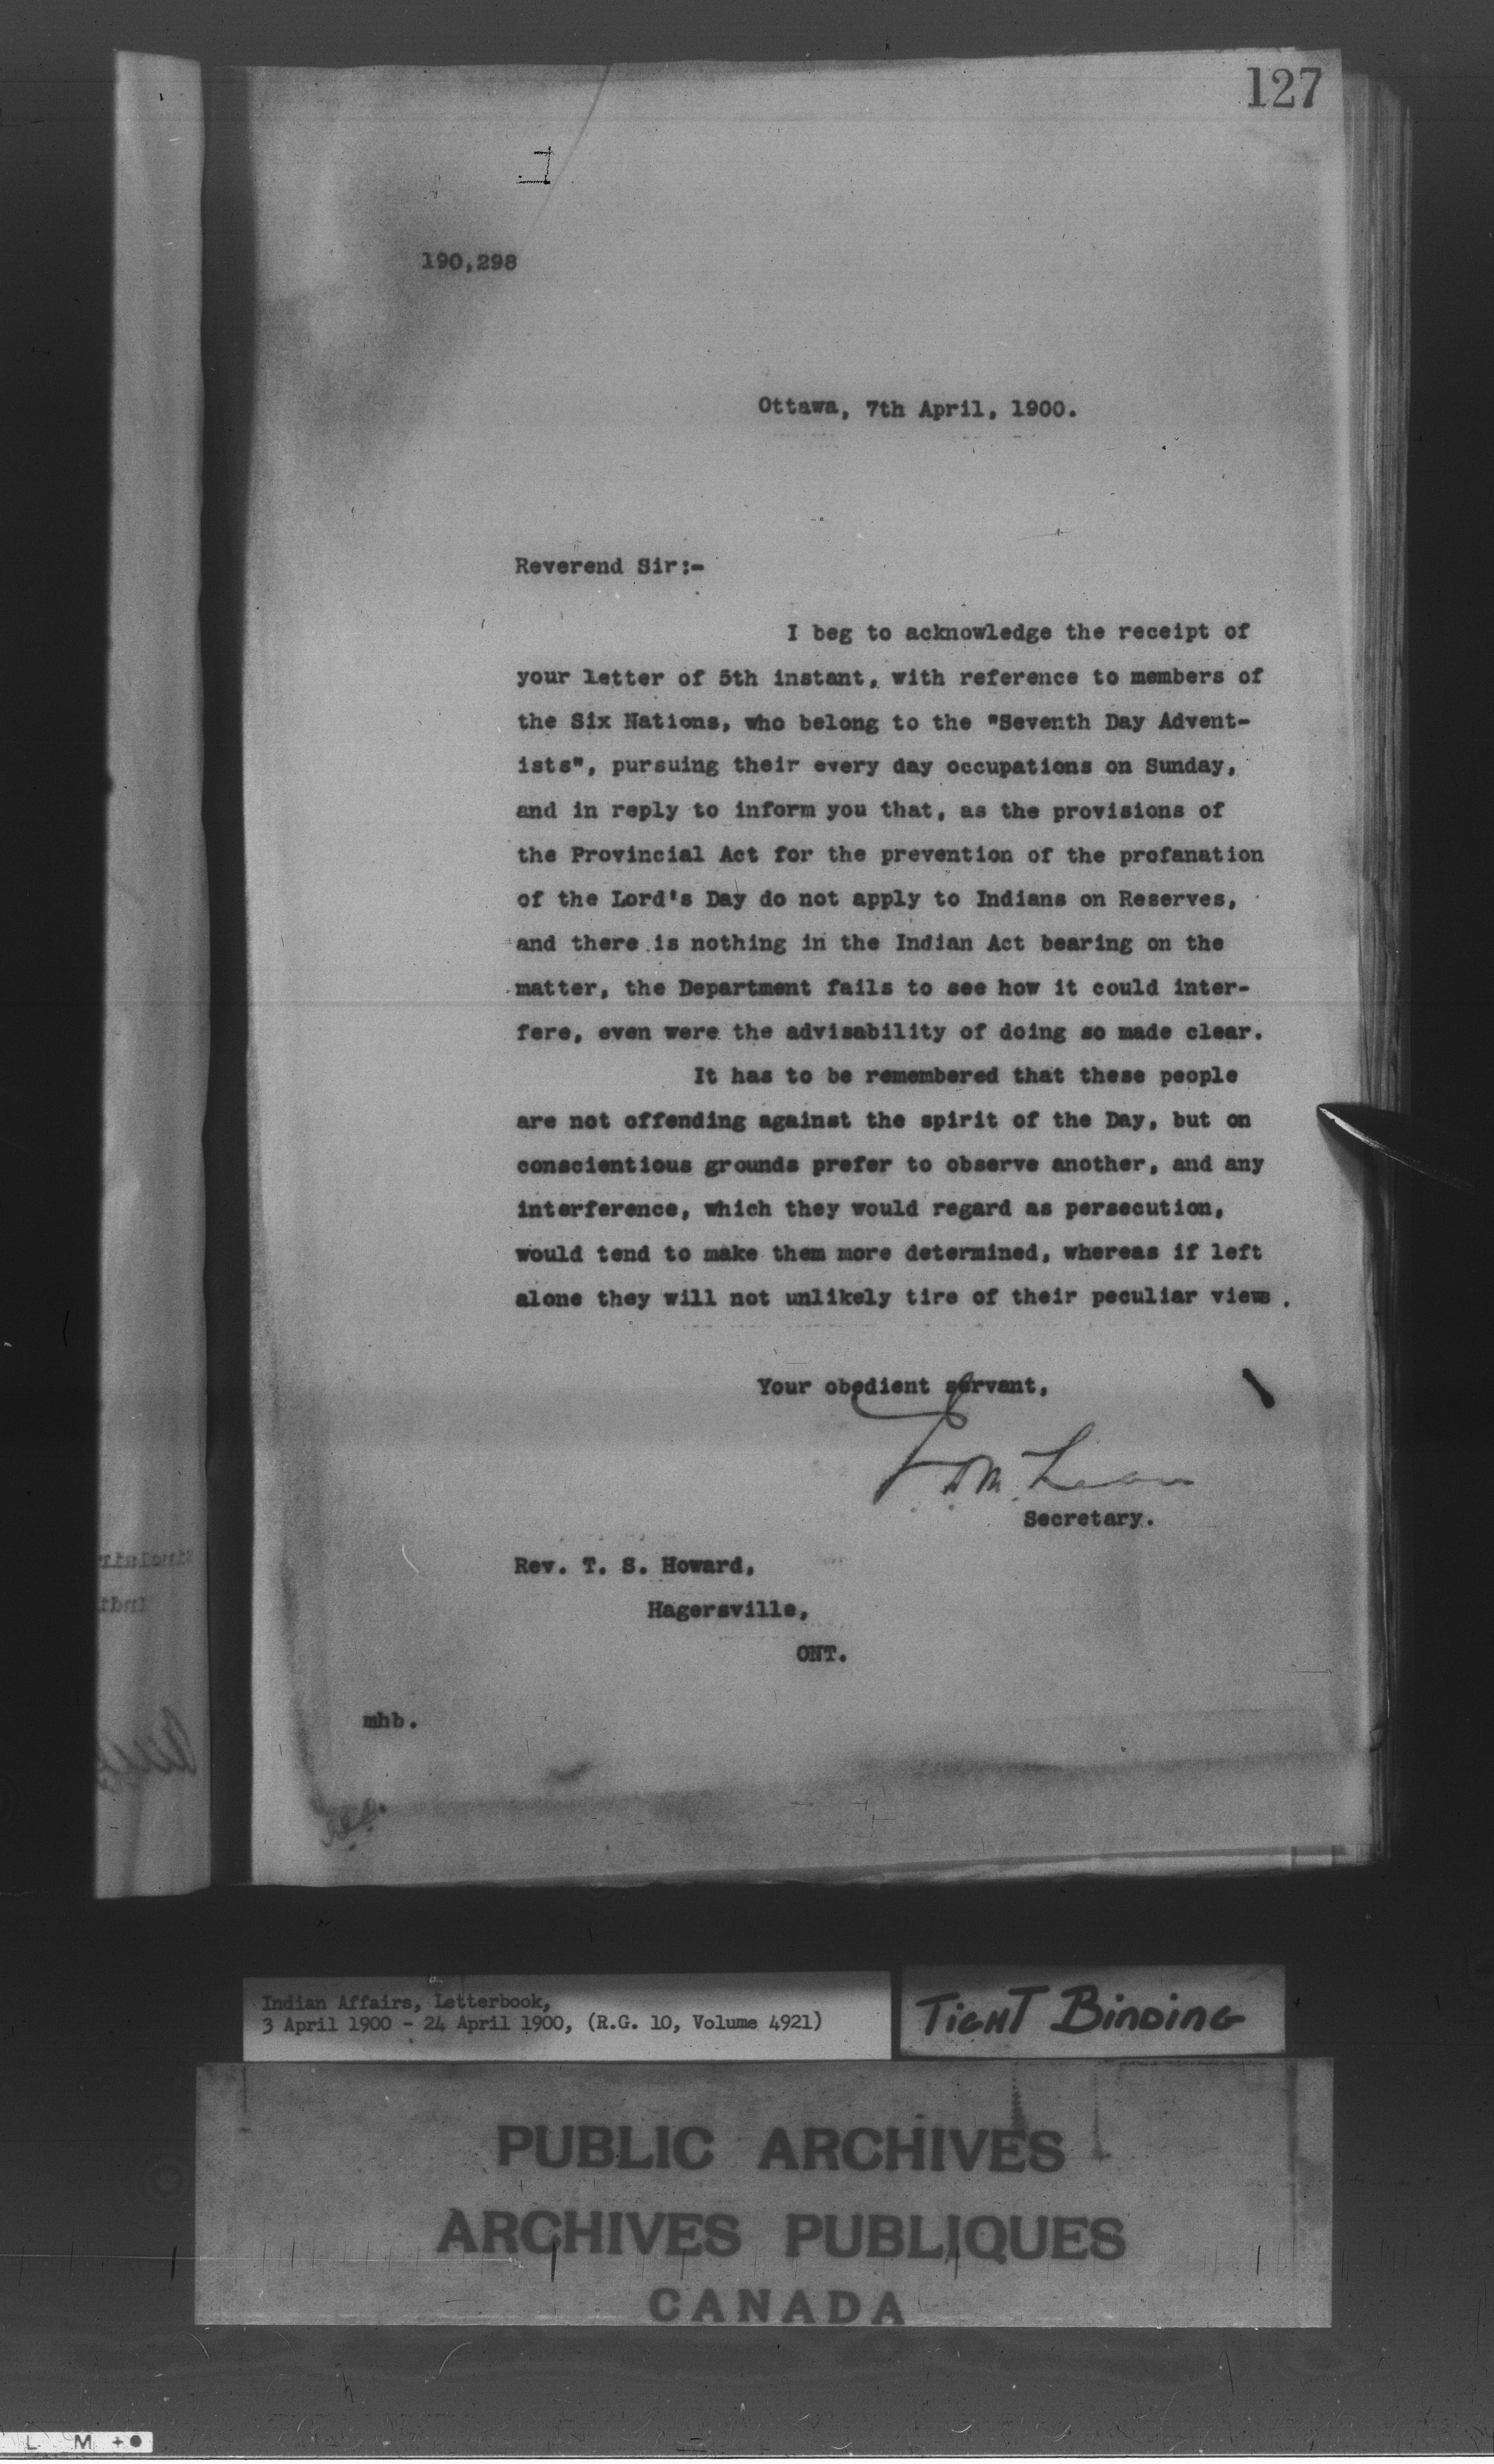 127
190,298
Ottawa, 7th April, 1900.
Reverend Sir:-
I beg to acknowledge the receipt of
your letter of 5th instant, with reference to members of
the Six Nations, who belong to the "Seventh Day Advent-
ists", pursuing their every day occupations on Sunday,
and in reply to inform you that, as the provisions of
the Provincial Act for the prevention of the profanation
of the Lord's Day do not apply to Indians on Reserves,
and there is nothing in the Indian Act bearing on the
matter, the Department fails to see how it could inter-
fere, even were the advisability of doing so made clear.
It has to be remembered that these people
are not offending against the spirit of the Day, but on
conscientious grounds prefer to observe another, and any
interference, which they would regard as persecution,
would tend to make them more determined, whereas if left
alone they will not unlikely tire of their peculiar views.
Your obedient servant,
Secretary.
Rev. T. S. Howard,
Hagersville,
ONT.
mhb.
Indian Affairs, Letterbook,
3 April 1900 - 24 April 1900, (R.G. 10, Volume 4921)
TIGHT BINDING
PUBLIC ARCHIVES
ARCHIVES PUBLIQUES
CANADA
L M +